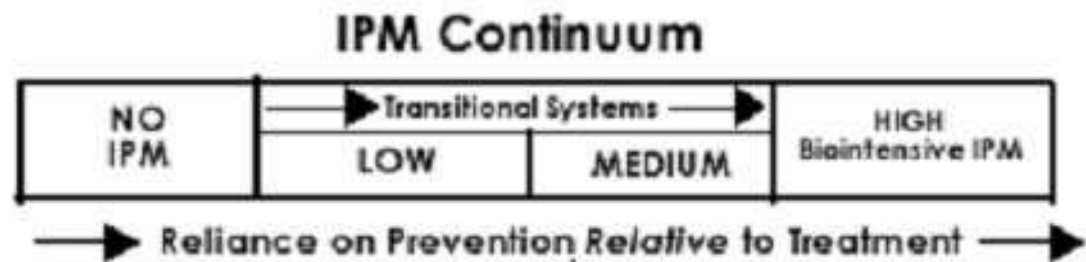 IPM Continuum
NO
IPM
Transitional Systems
LOW
MEDIUM
HIGH
Biointensive IPM
Reliance on Prevention Relative to Treatment